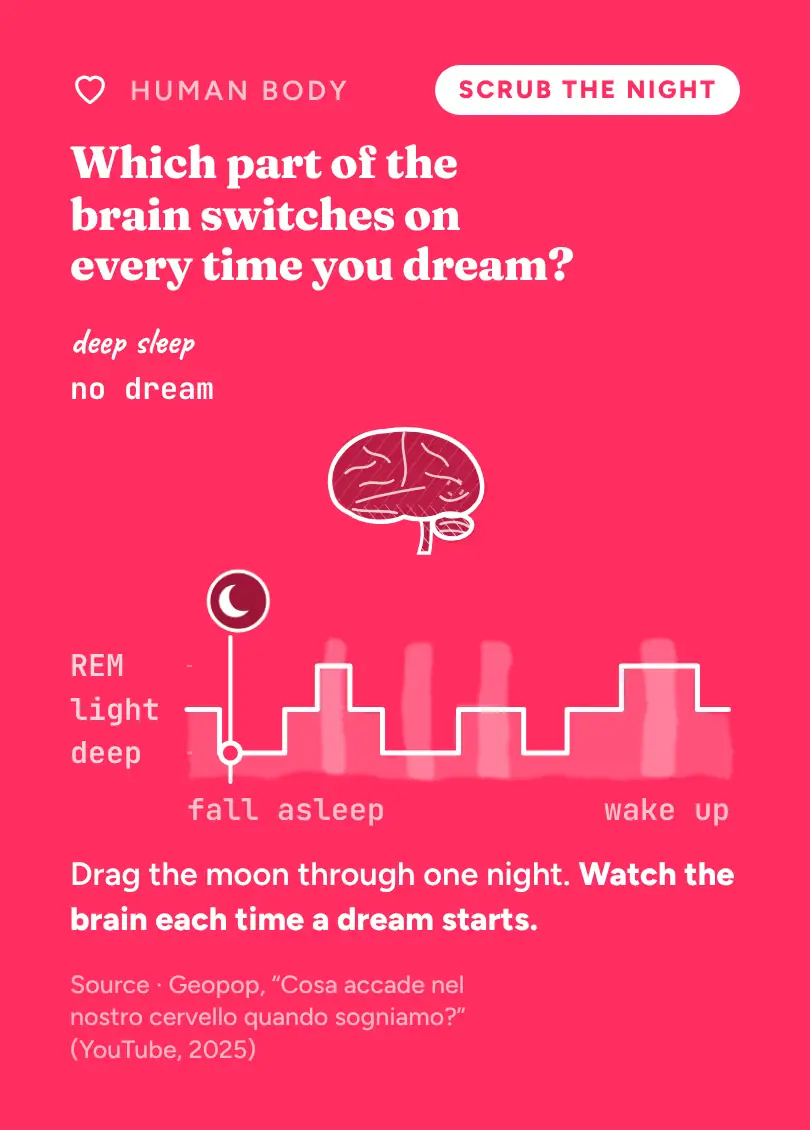 HUMAN BODY
SCRUB THE NIGHT
Which part of the
brain switches on
every time you dream?
deep sleep
no dream
REM
light
deep
fall asleep
wake up
Drag the moon through one night. Watch the
brain each time a dream starts.
Source · Geopop, “Cosa accade nel
nostro cervello quando sogniamo?”
(YouTube, 2025)